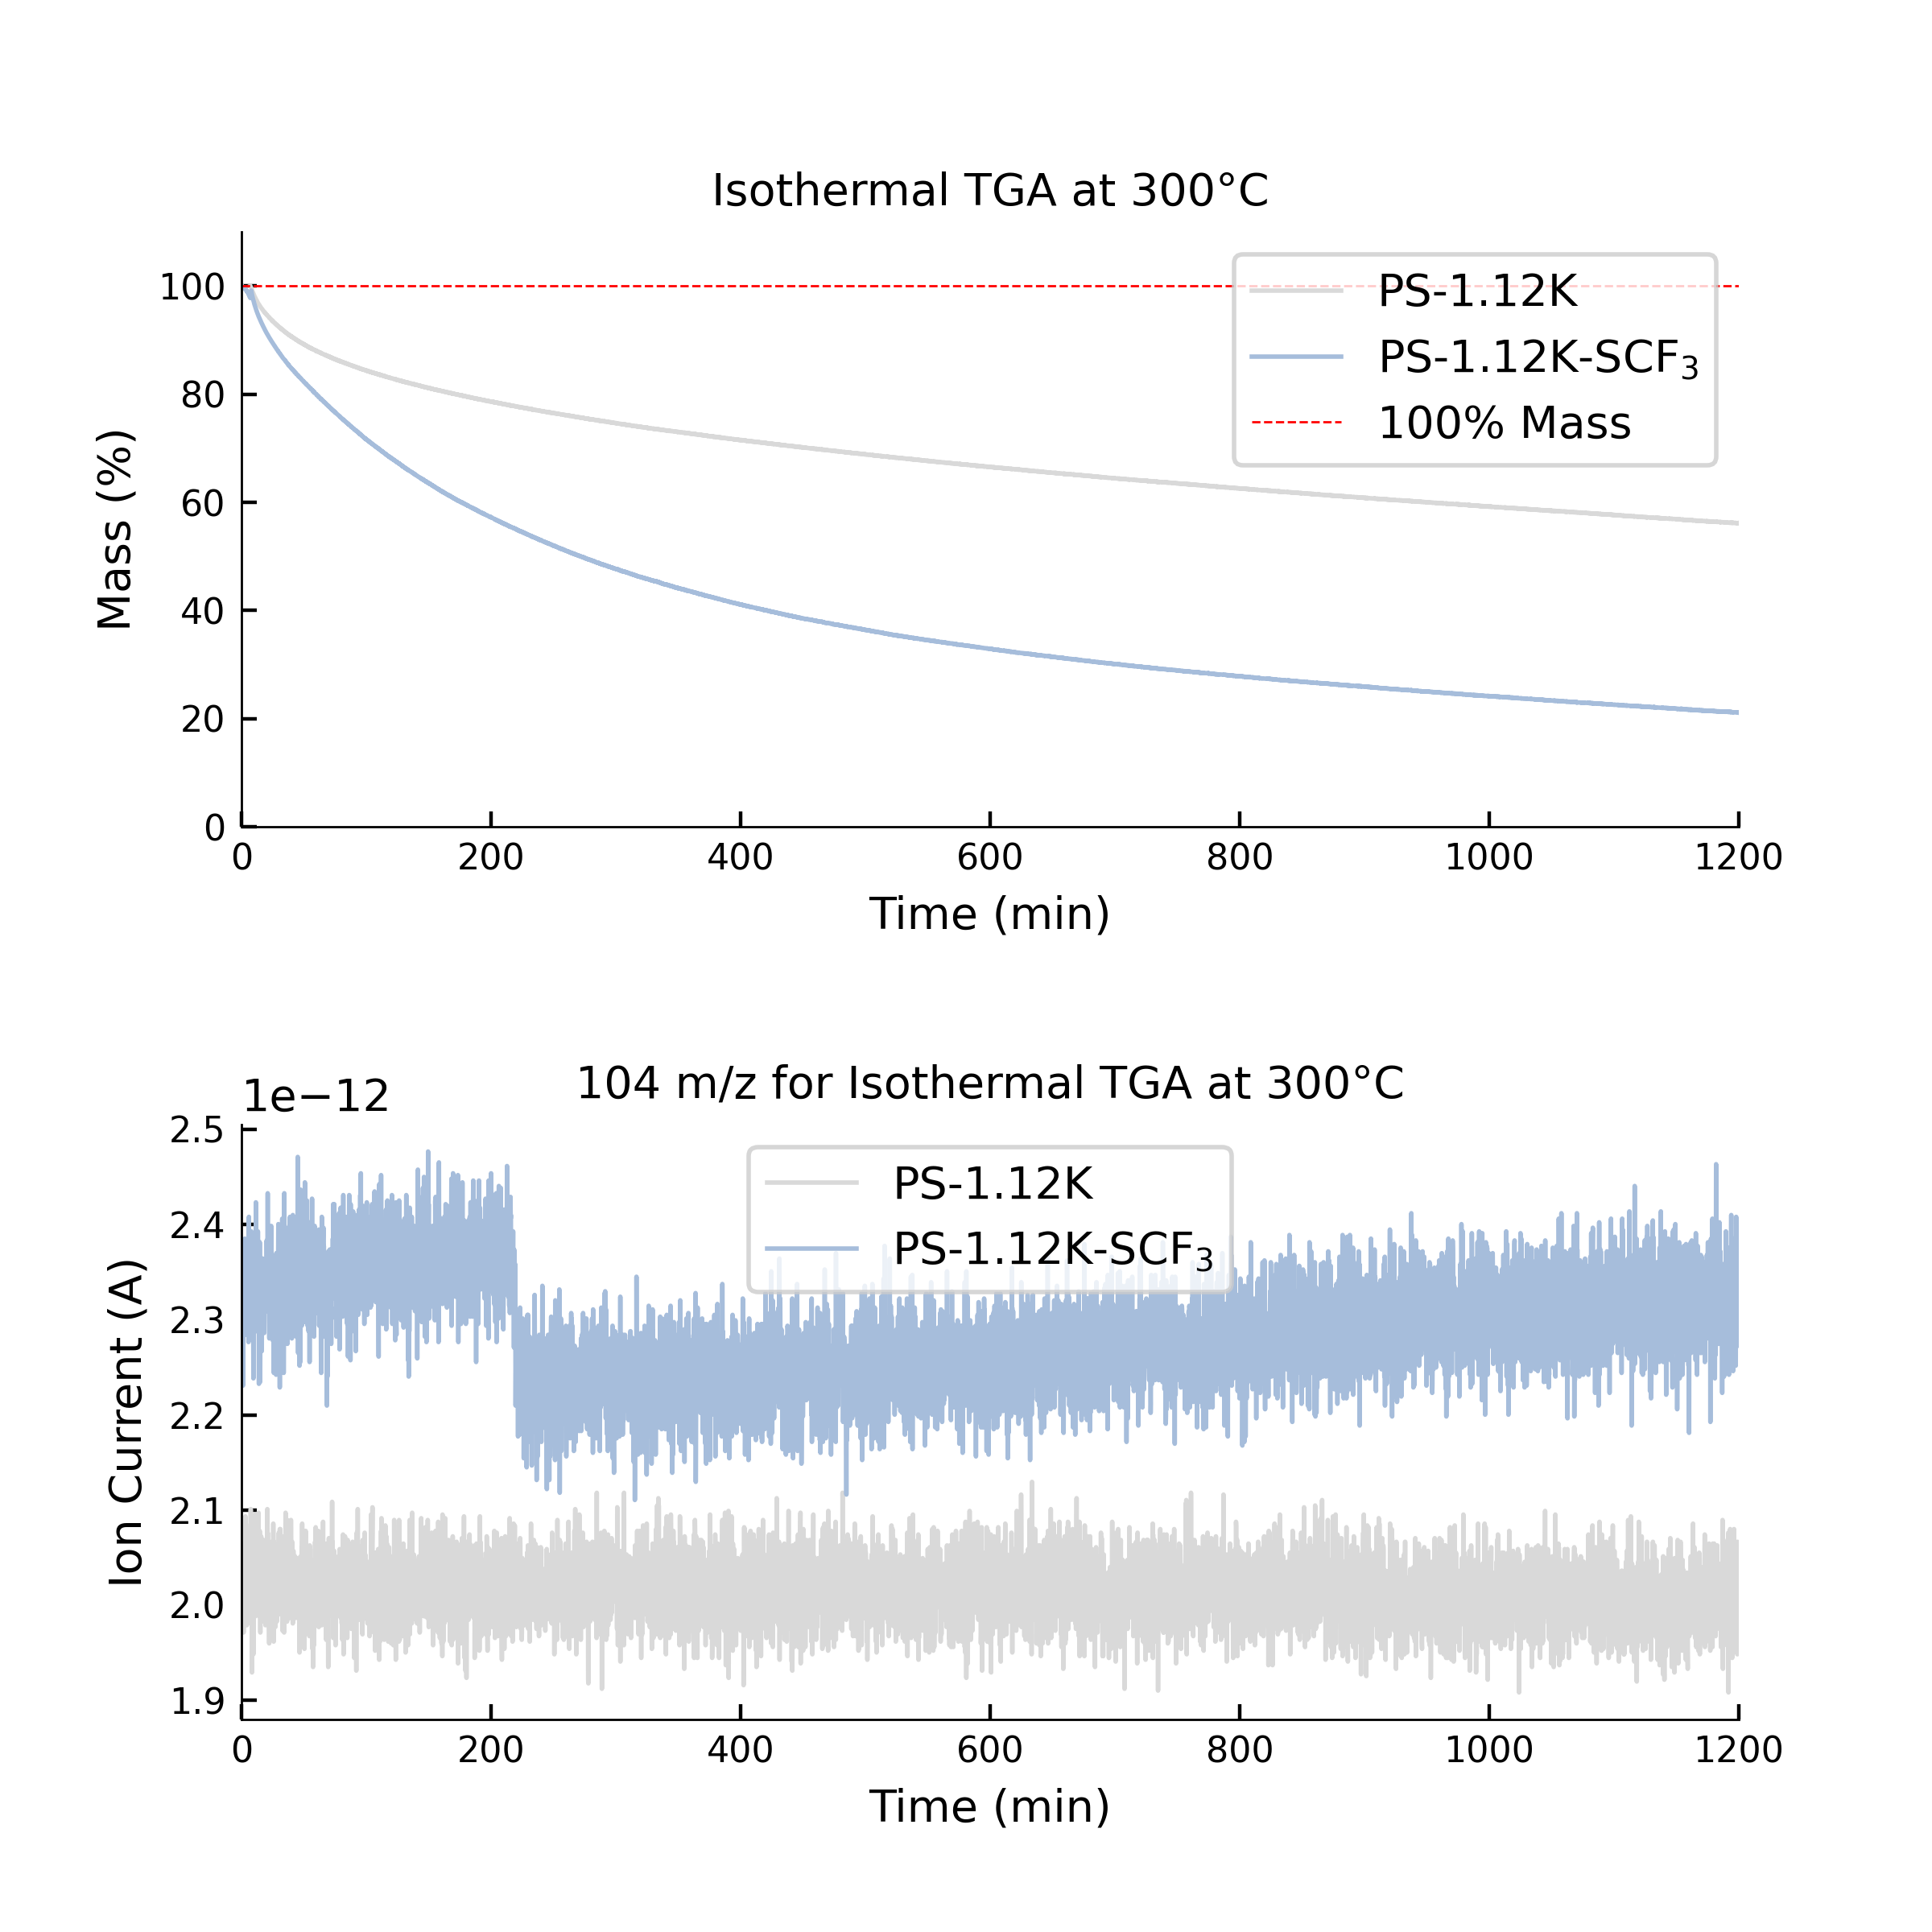 Isothermal TGA at 300°C
PS-1.12K
PS-1.12K-SCF₃
100% Mass
Mass (%)
100
80
60
40
20
0
0 200 400 600 800 1000 1200
Time (min)
104 m/z for Isothermal TGA at 300°C
1e−12
PS-1.12K
PS-1.12K-SCF₃
Ion Current (A)
2.5
2.4
2.3
2.2
2.1
2.0
1.9
0 200 400 600 800 1000 1200
Time (min)